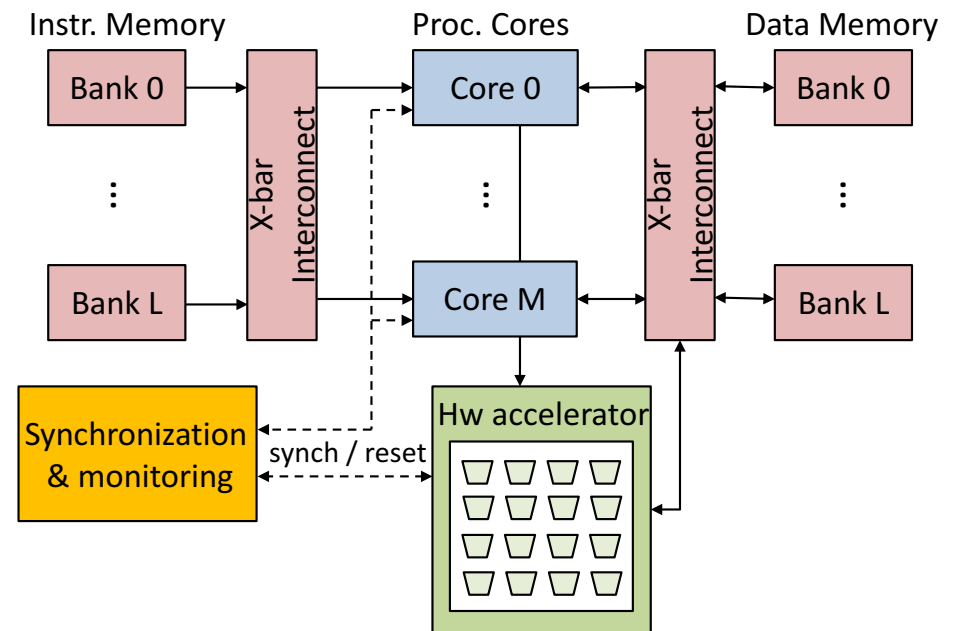 Instr. Memory
Proc. Cores
Data Memory
Bank 0
Core 0
Bank 0
X-bar
Interconnect
X-bar
Interconnect
...
...
...
Bank L
Core M
Bank L
Synchronization
& monitoring
synch / reset
Hw accelerator